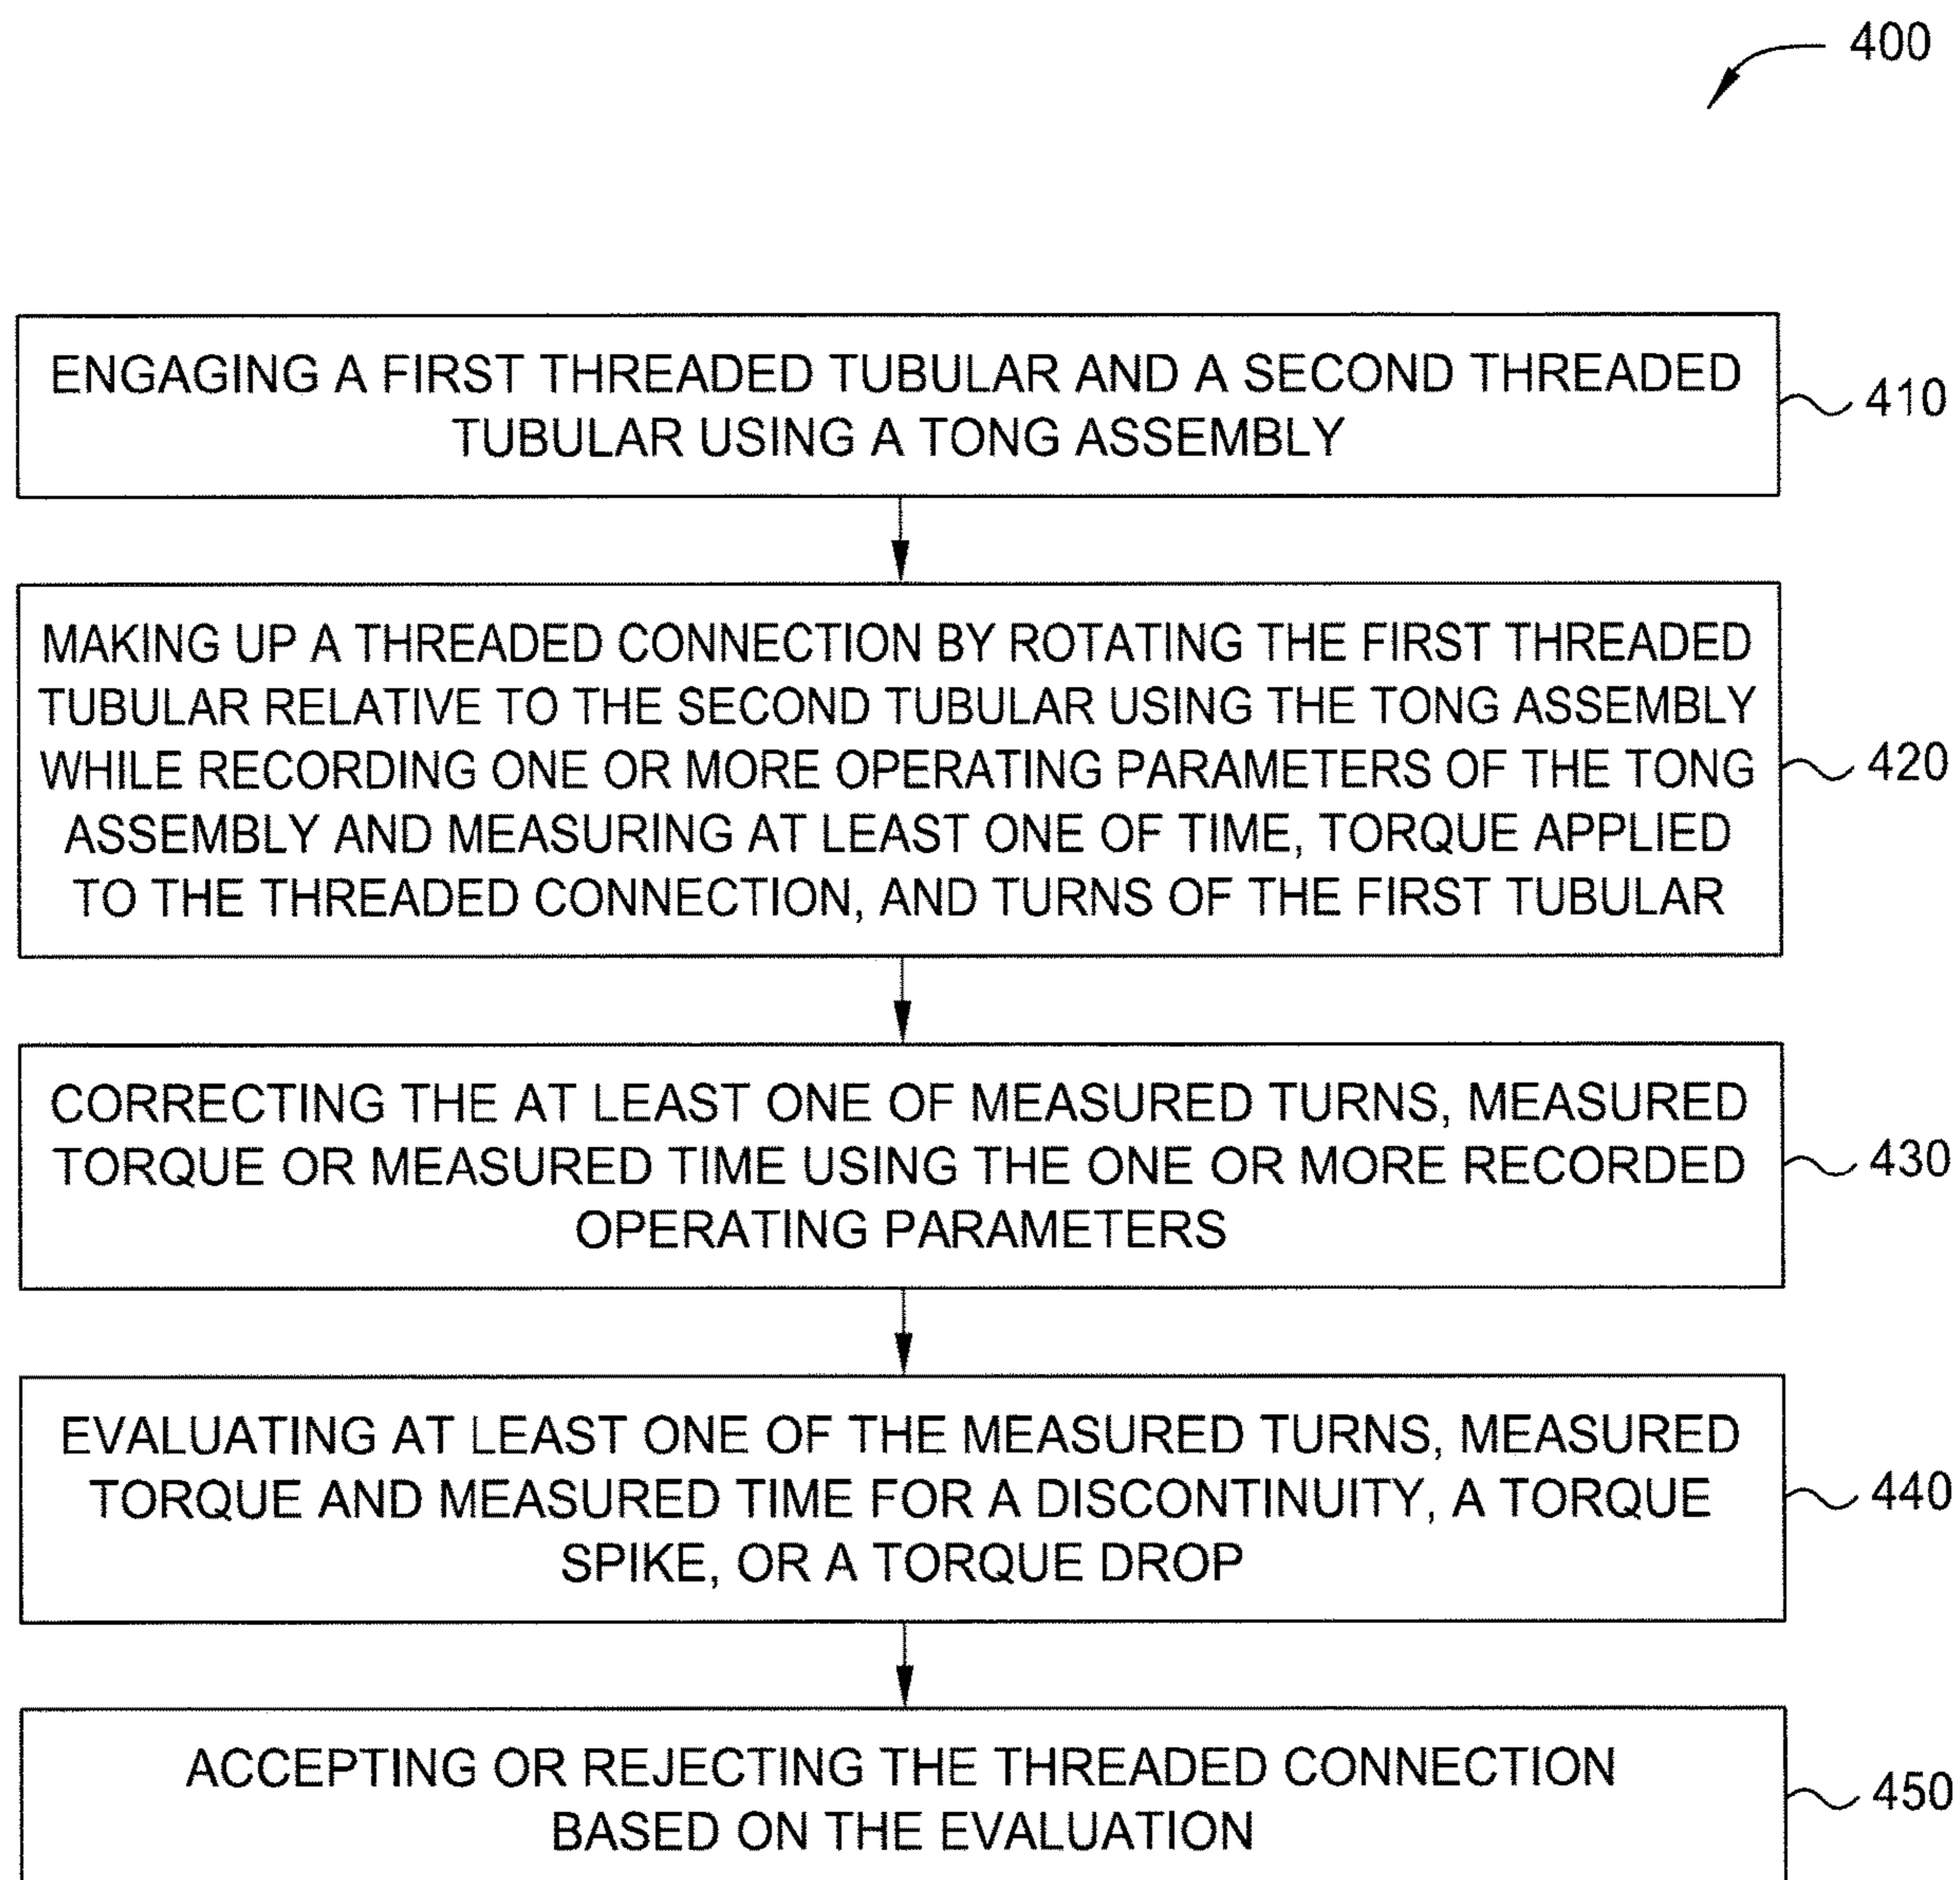 400
ENGAGING A FIRST THREADED TUBULAR AND A SECOND THREADED
TUBULAR USING A TONG ASSEMBLY
410
MAKING UP A THREADED CONNECTION BY ROTATING THE FIRST THREADED
TUBULAR RELATIVE TO THE SECOND TUBULAR USING THE TONG ASSEMBLY
WHILE RECORDING ONE OR MORE OPERATING PARAMETERS OF THE TONG
ASSEMBLY AND MEASURING AT LEAST ONE OF TIME, TORQUE APPLIED
TO THE THREADED CONNECTION, AND TURNS OF THE FIRST TUBULAR
420
CORRECTING THE AT LEAST ONE OF MEASURED TURNS, MEASURED
TORQUE OR MEASURED TIME USING THE ONE OR MORE RECORDED
OPERATING PARAMETERS
430
EVALUATING AT LEAST ONE OF THE MEASURED TURNS, MEASURED
TORQUE AND MEASURED TIME FOR A DISCONTINUITY, A TORQUE
SPIKE, OR A TORQUE DROP
440
ACCEPTING OR REJECTING THE THREADED CONNECTION
BASED ON THE EVALUATION
450